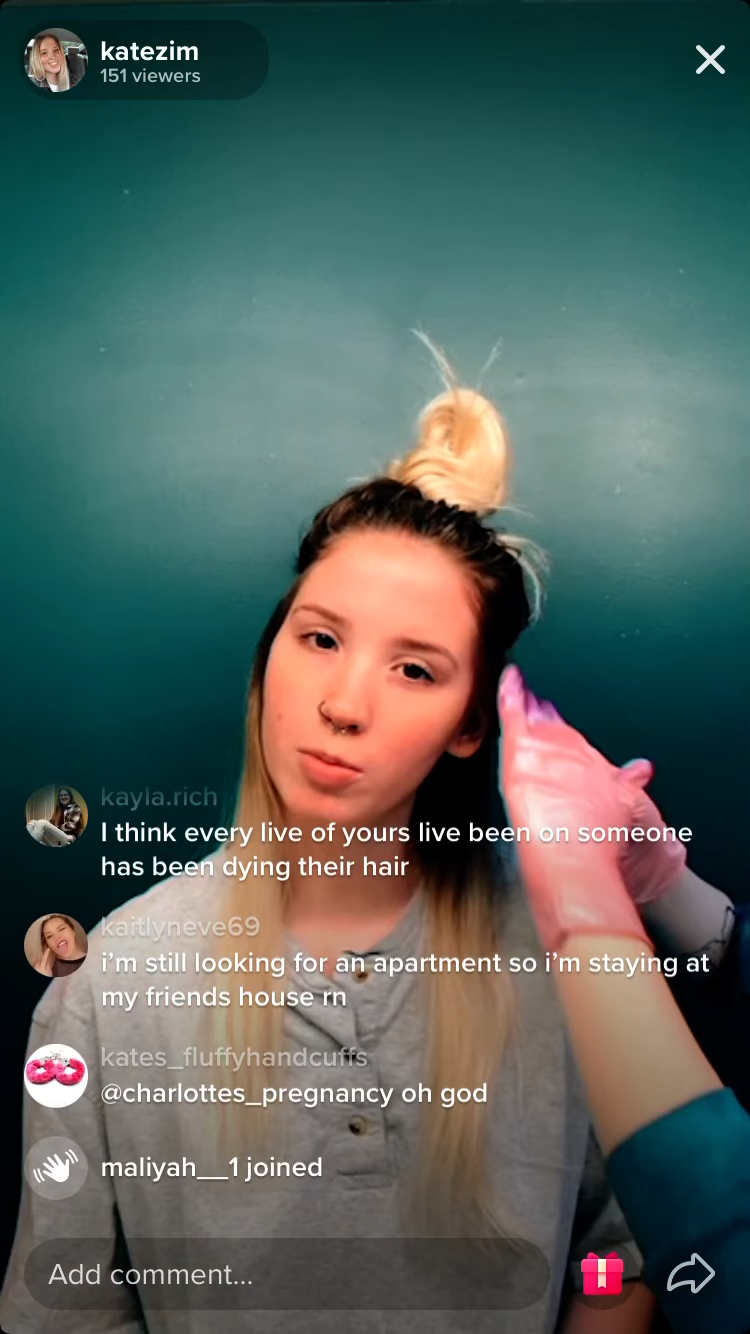 katezim
151 viewers
kayla.rich
I think every live of yours live been on someone
has been dying their hair
kaitlyneve69
i’m still looking for an apartment so i’m staying at
my friends house rn
kates_fluffyhandcuffs
@charlottes_pregnancy oh god
maliyah__1 joined
Add comment...